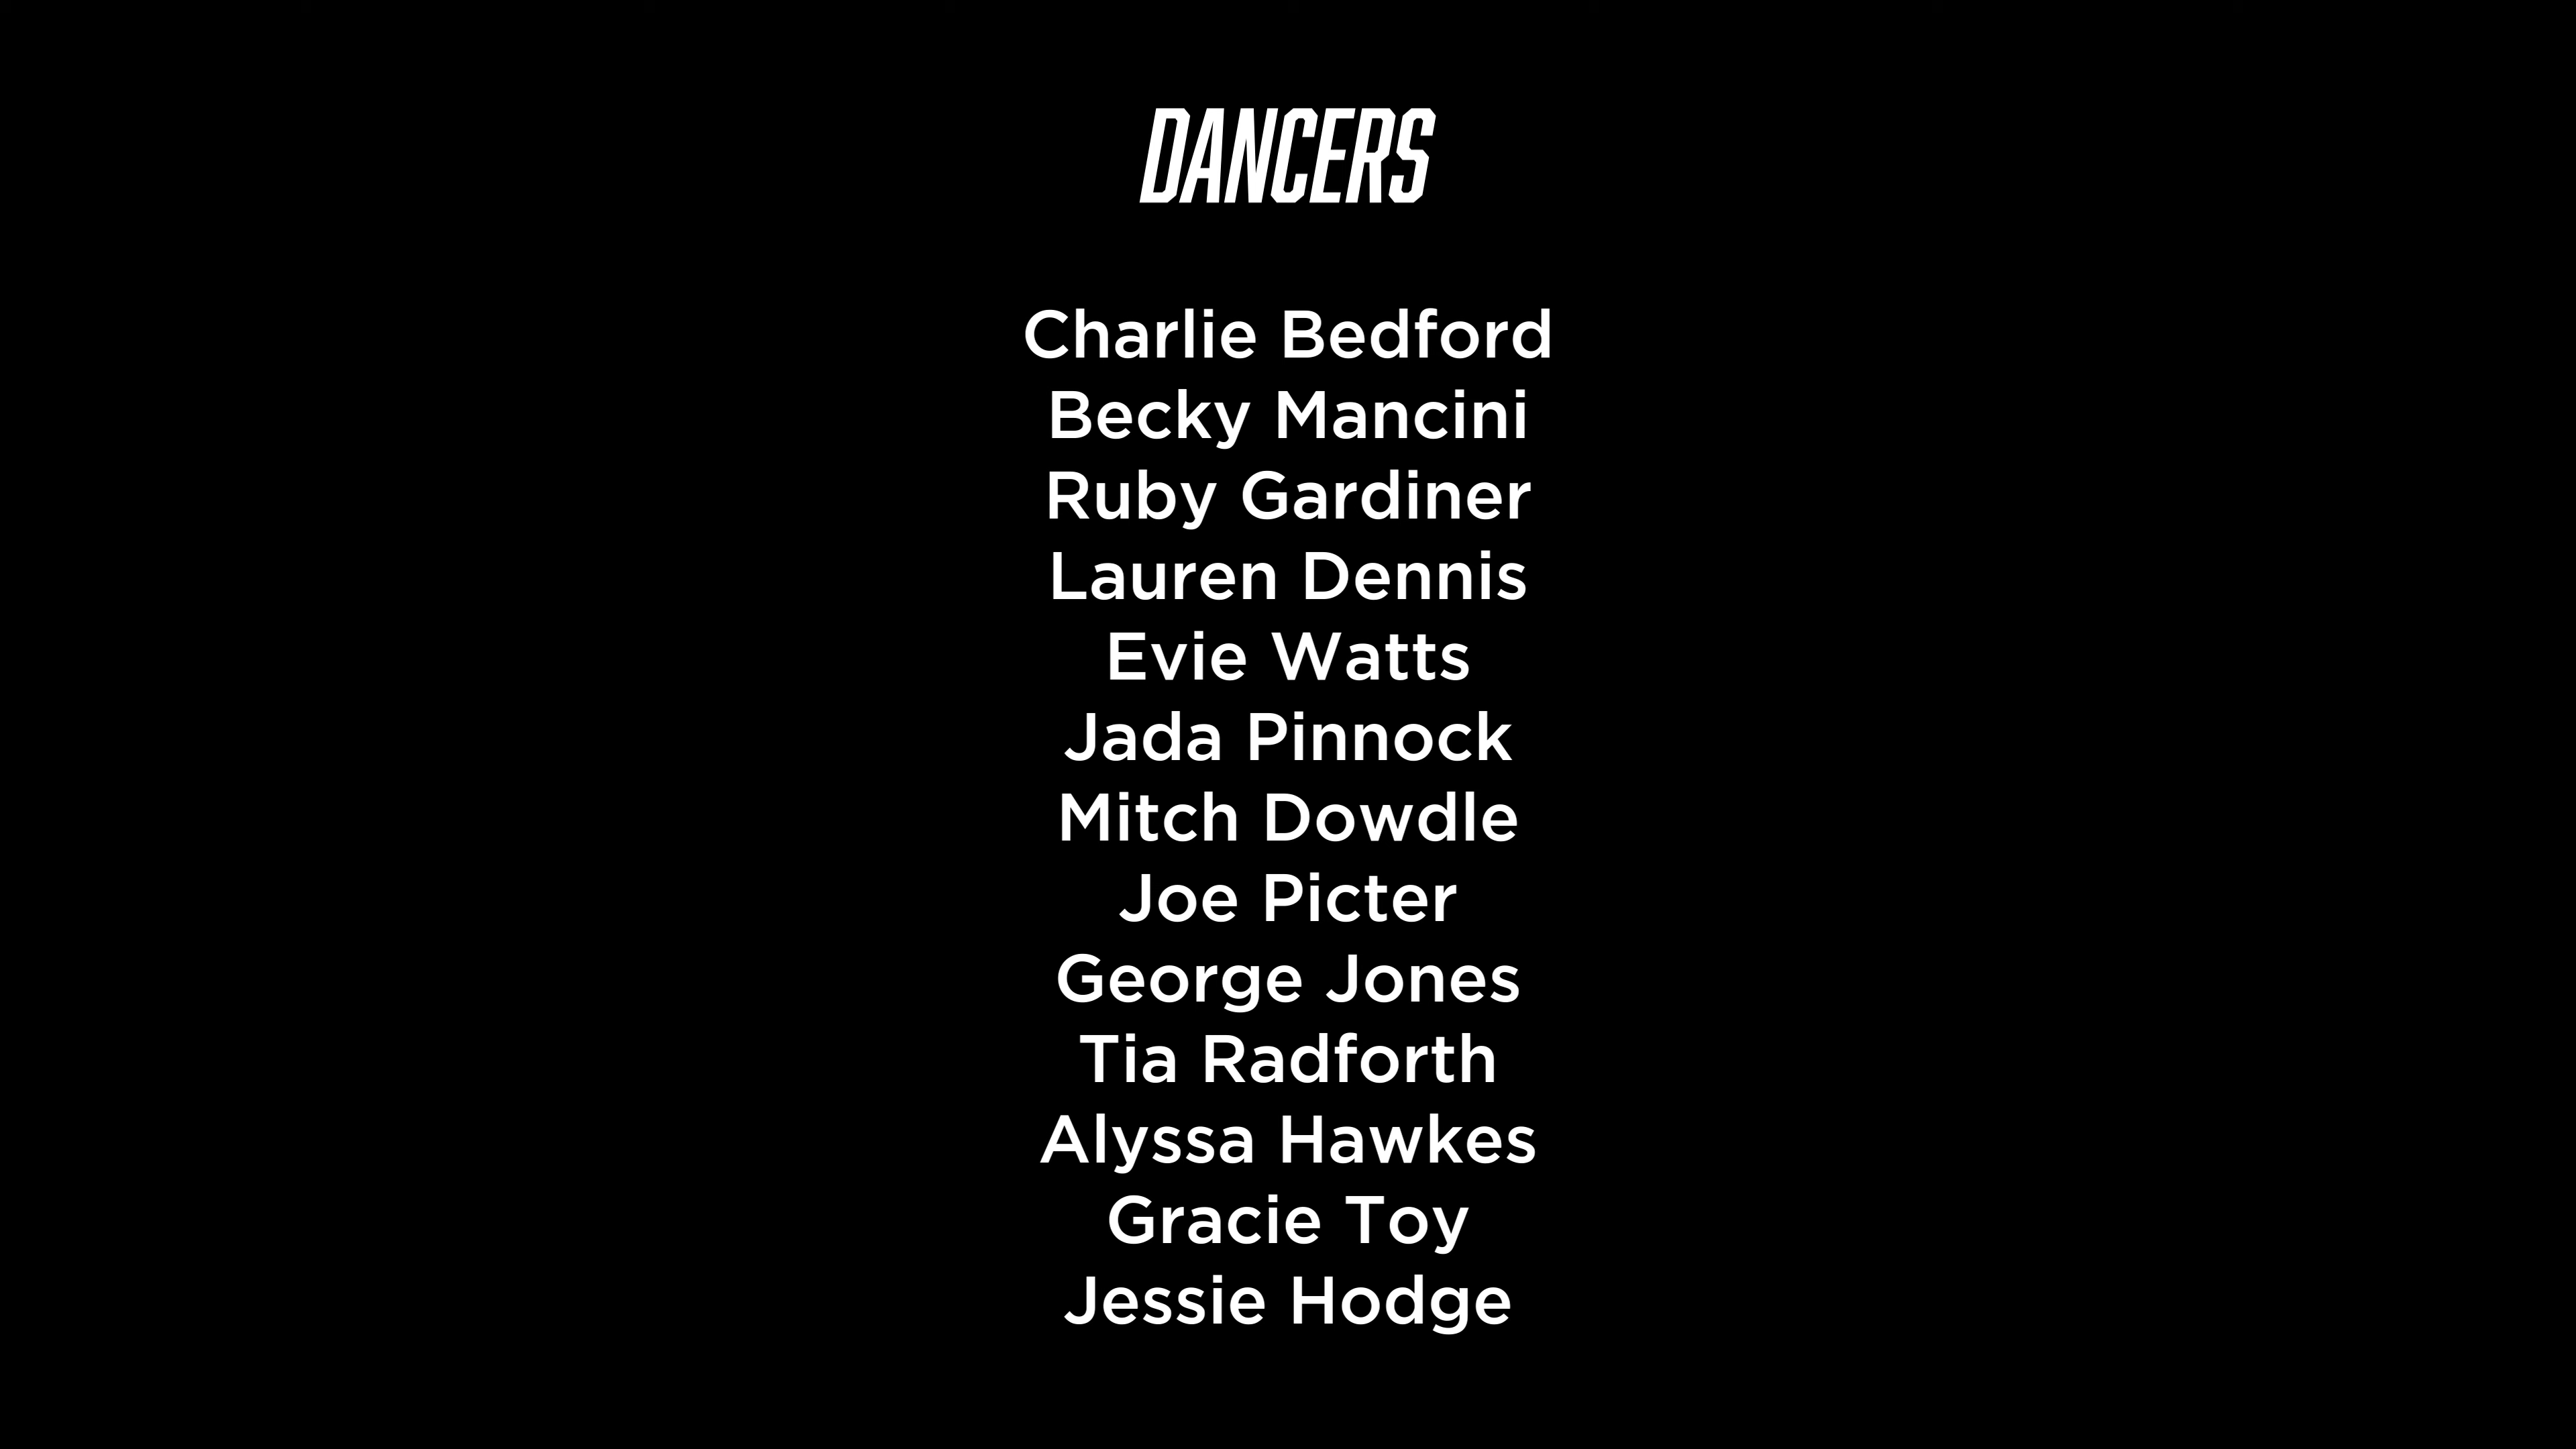 DANCERS
Charlie Bedford
Becky Mancini
Ruby Gardiner
Lauren Dennis
Evie Watts
Jada Pinnock
Mitch Dowdle
Joe Picter
George Jones
Tia Radforth
Alyssa Hawkes
Gracie Toy
Jessie Hodge